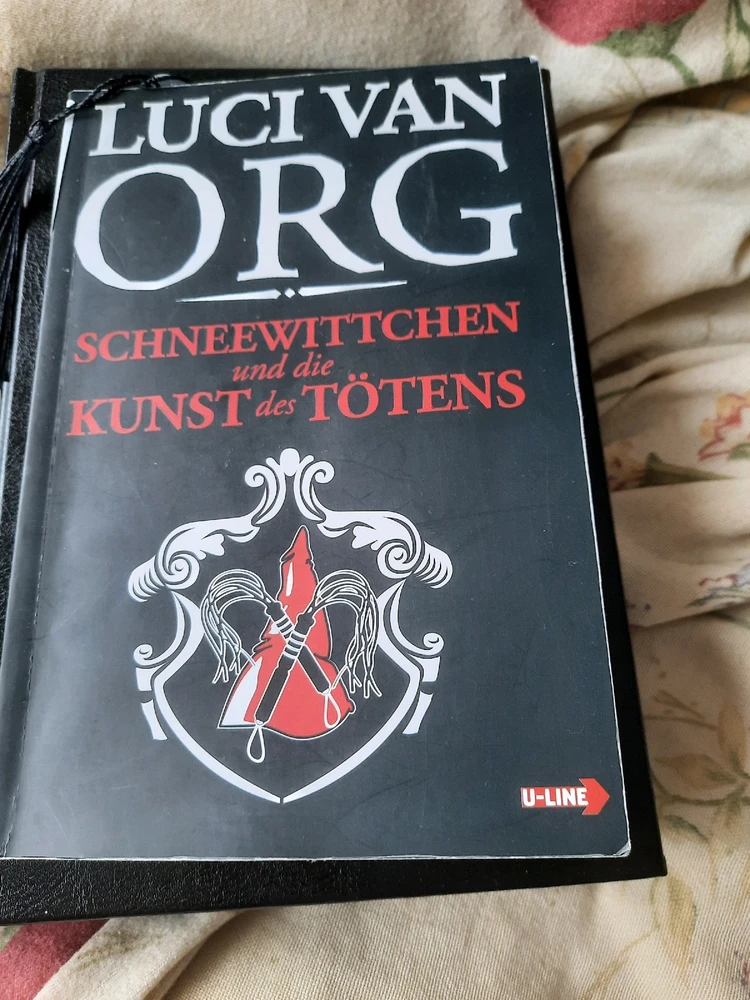 LUCI VAN
ORG
SCHNEEWITTCHEN
und die
KUNST des TÖTENS
U-LINE